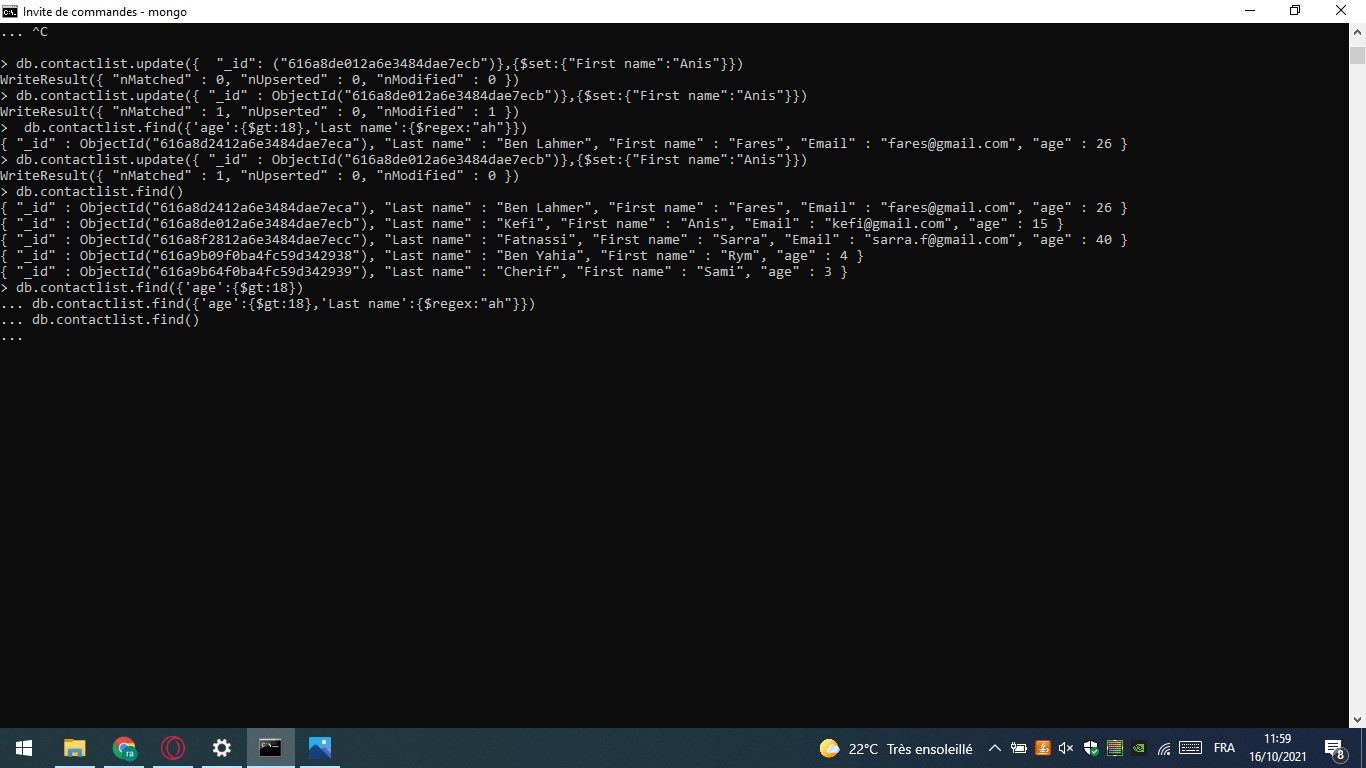 Invite de commandes - mongo
... ^C
> db.contactlist.update({  "_id": ("616a8de012a6e3484dae7ecb")},{$set:{"First name":"Anis"}})
WriteResult({ "nMatched" : 0, "nUpserted" : 0, "nModified" : 0 })
> db.contactlist.update({ "_id" : ObjectId("616a8de012a6e3484dae7ecb")},{$set:{"First name":"Anis"}})
WriteResult({ "nMatched" : 1, "nUpserted" : 0, "nModified" : 1 })
>  db.contactlist.find({'age':{$gt:18},'Last name':{$regex:"ah"}})
{ "_id" : ObjectId("616a8d2412a6e3484dae7eca"), "Last name" : "Ben Lahmer", "First name" : "Fares", "Email" : "fares@gmail.com", "age" : 26 }
> db.contactlist.update({ "_id" : ObjectId("616a8de012a6e3484dae7ecb")},{$set:{"First name":"Anis"}})
WriteResult({ "nMatched" : 1, "nUpserted" : 0, "nModified" : 0 })
> db.contactlist.find()
{ "_id" : ObjectId("616a8d2412a6e3484dae7eca"), "Last name" : "Ben Lahmer", "First name" : "Fares", "Email" : "fares@gmail.com", "age" : 26 }
{ "_id" : ObjectId("616a8de012a6e3484dae7ecb"), "Last name" : "Kefi", "First name" : "Anis", "Email" : "kefi@gmail.com", "age" : 15 }
{ "_id" : ObjectId("616a8f2812a6e3484dae7ecc"), "Last name" : "Fatnassi", "First name" : "Sarra", "Email" : "sarra.f@gmail.com", "age" : 40 }
{ "_id" : ObjectId("616a9b09f0ba4fc59d342938"), "Last name" : "Ben Yahia", "First name" : "Rym", "age" : 4 }
{ "_id" : ObjectId("616a9b64f0ba4fc59d342939"), "Last name" : "Cherif", "First name" : "Sami", "age" : 3 }
> db.contactlist.find({'age':{$gt:18})
... db.contactlist.find({'age':{$gt:18},'Last name':{$regex:"ah"}})
... db.contactlist.find()
...
ra
22°C Très ensoleillé
FRA
11:59
16/10/2021
8